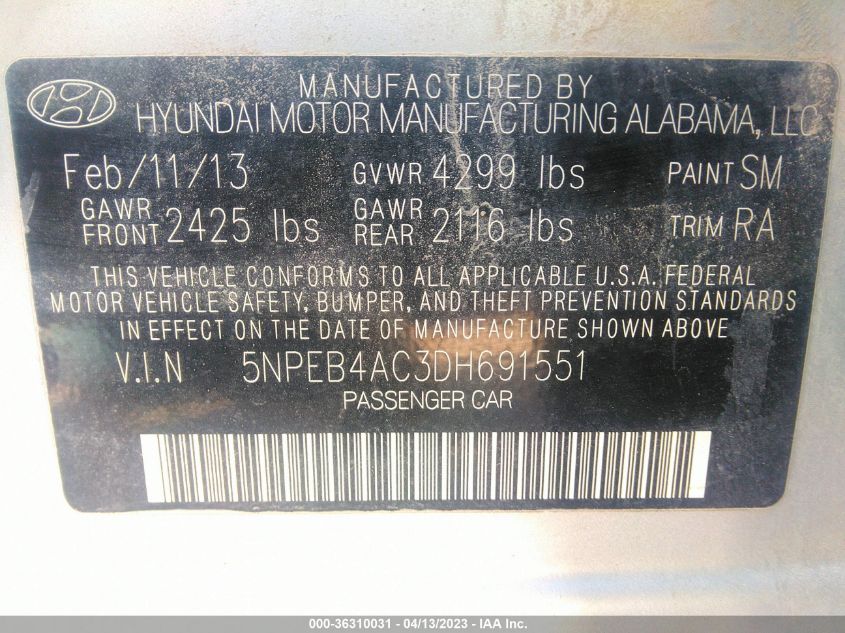 MANUFACTURED BY
HYUNDAI MOTOR MANUFACTURING ALABAMA, LLC
Feb/11/13 GVWR 4299 lbs PAINT SM
GAWR FRONT 2425 lbs GAWR REAR 2116 lbs TRIM RA
THIS VEHICLE CONFORMS TO ALL APPLICABLE U.S.A. FEDERAL
MOTOR VEHICLE SAFETY, BUMPER, AND THEFT PREVENTION STANDARDS
IN EFFECT ON THE DATE OF MANUFACTURE SHOWN ABOVE
V.I.N 5NPEB4AC3DH691551
PASSENGER CAR
000-36310031 - 04/13/2023 - IAA Inc.